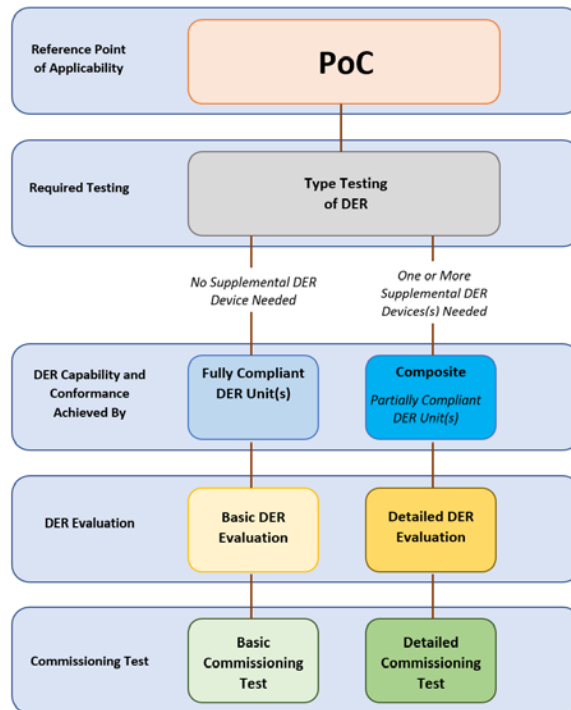 Reference Point
of Applicability
PoC
Required Testing
Type Testing
of DER
No Supplemental DER
Device Needed
One or More
Supplemental DER
Devices(s) Needed
DER Capability and
Conformance
Achieved By
Fully Compliant
DER Unit(s)
Composite
Partially Compliant
DER Unit(s)
DER Evaluation
Basic DER
Evaluation
Detailed DER
Evaluation
Commissioning Test
Basic
Commissioning
Test
Detailed
Commissioning
Test